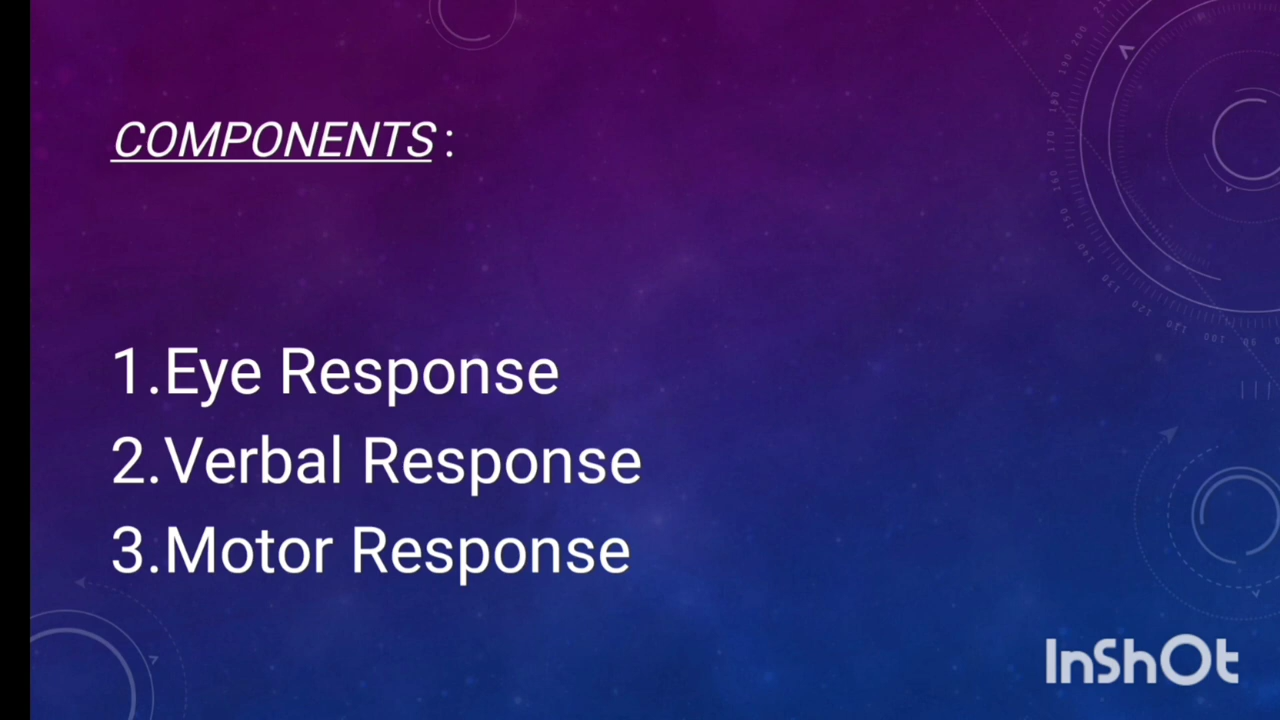 COMPONENTS :
1.Eye Response
2.Verbal Response
3.Motor Response
InShOt